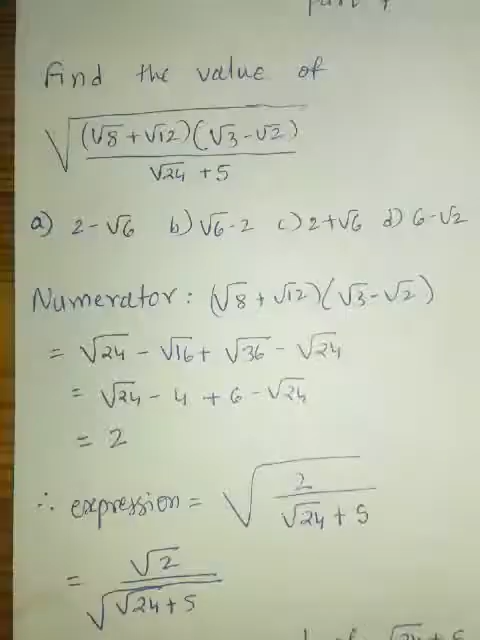 Find the value of
√((√8 + √12)(√3 - √2) / (√24 + 5))
a) 2 - √6 b) √6 - 2 c) 2 + √6 d) 6 - √2
Numerator : (√8 + √12)(√3 - √2)
= √24 - √16 + √36 - √24
= √24 - 4 + 6 - √24
= 2
∴ expression = √(2 / (√24 + 5))
= √2 / √(√24 + 5)